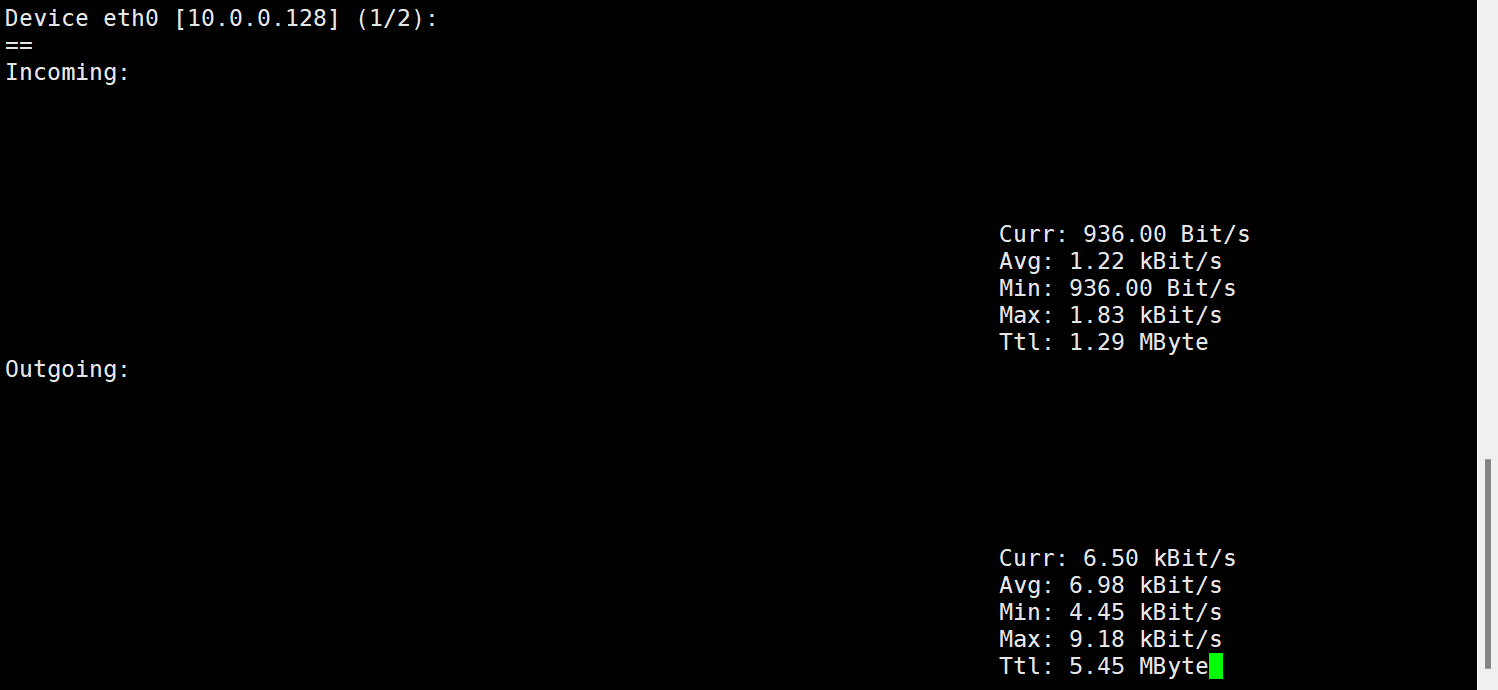 Device eth0 [10.0.0.128] (1/2):
==
Incoming:
Curr: 936.00 Bit/s
Avg: 1.22 kBit/s
Min: 936.00 Bit/s
Max: 1.83 kBit/s
Ttl: 1.29 MByte
Outgoing:
Curr: 6.50 kBit/s
Avg: 6.98 kBit/s
Min: 4.45 kBit/s
Max: 9.18 kBit/s
Ttl: 5.45 MByte